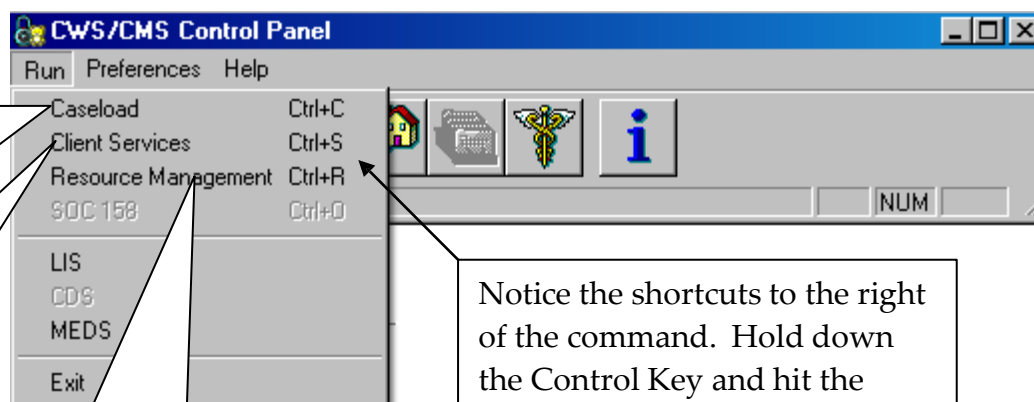 CWS/CMS Control Panel
Run Preferences Help
Caseload Ctrl+C
Client Services Ctrl+S
Resource Management Ctrl+R
SOC 158 Ctrl+O
NUM
LIS
CDS
MEDS
Exit
Notice the shortcuts to the right
of the command. Hold down
the Control Key and hit the